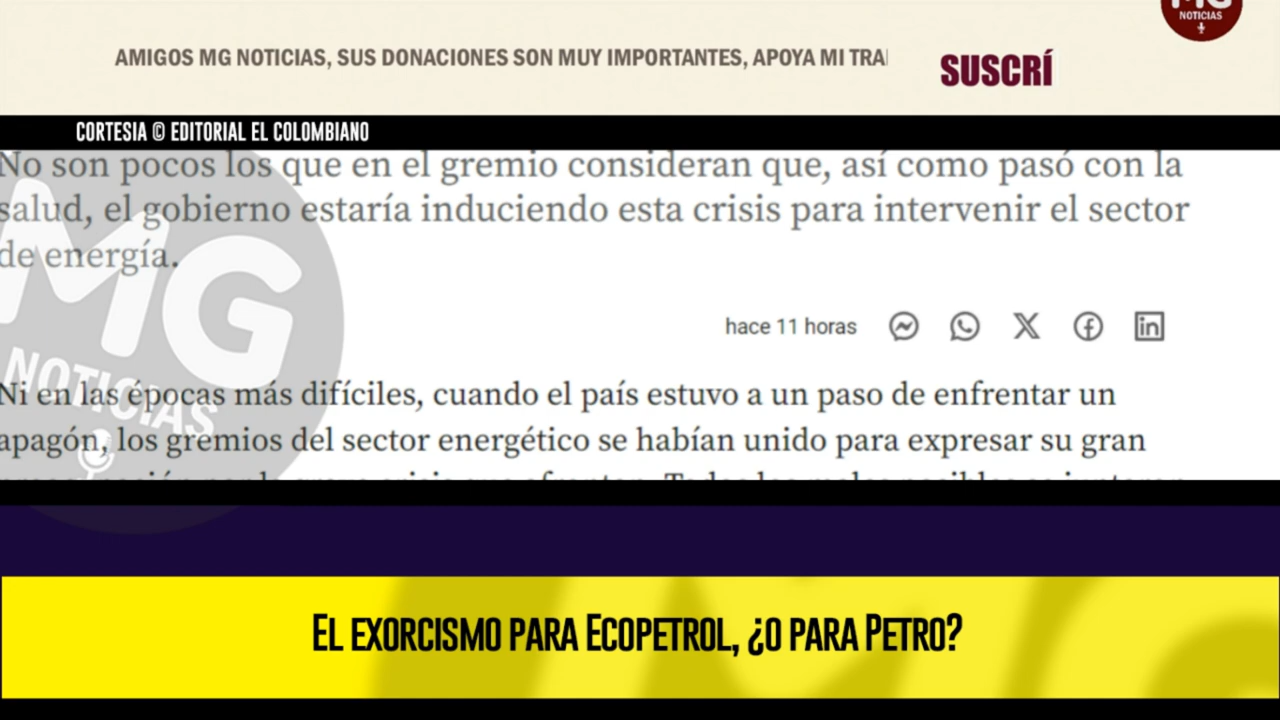 MG
NOTICIAS
AMIGOS MG NOTICIAS, SUS DONACIONES SON MUY IMPORTANTES, APOYA MI
SUSCRÍ
CORTESIA © EDITORIAL EL COLOMBIANO
No son pocos los que en el gremio consideran que, así como pasó con la
salud, el gobierno estaría induciendo esta crisis para intervenir el sector
de energía.
MG
NOTICIAS
hace 11 horas
Ni en las épocas más difíciles, cuando el país estuvo a un paso de enfrentar un
apagón, los gremios del sector energético se habían unido para expresar su gran
El exorcismo para Ecopetrol, ¿o para Petro?